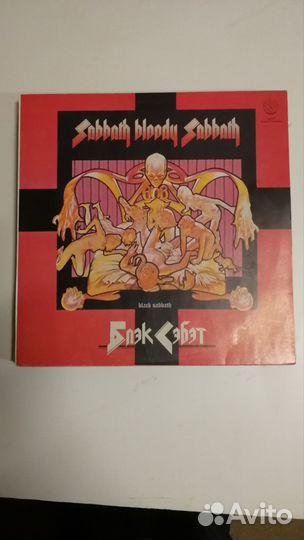 Sabbath bloody Sabbath
black sabbath
Блэк Сэбэт
Avito